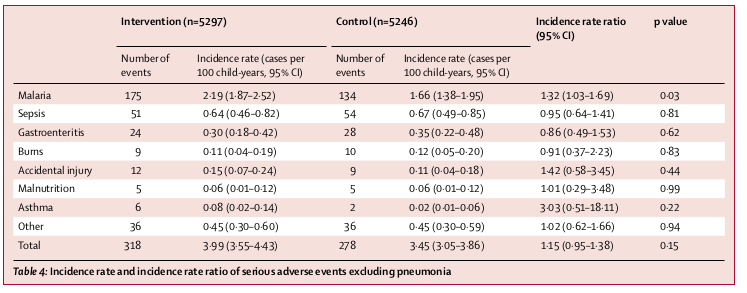 Intervention (n=5297) Control (n=5246) Incidence rate ratio p value
(95% CI)
Number of Incidence rate (cases per Number of Incidence rate (cases per
events 100 child-years, 95% CI) events 100 child-years, 95% CI)
Malaria 175 2·19 (1·87–2·52) 134 1·66 (1·38–1·95) 1·32 (1·03–1·69) 0·03
Sepsis 51 0·64 (0·46–0·82) 54 0·67 (0·49–0·85) 0·95 (0·64–1·41) 0·81
Gastroenteritis 24 0·30 (0·18–0·42) 28 0·35 (0·22–0·48) 0·86 (0·49–1·53) 0·62
Burns 9 0·11 (0·04–0·19) 10 0·12 (0·05–0·20) 0·91 (0·37–2·23) 0·83
Accidental injury 12 0·15 (0·07–0·24) 9 0·11 (0·04–0·18) 1·42 (0·58–3·45) 0·44
Malnutrition 5 0·06 (0·01–0·12) 5 0·06 (0·01–0·12) 1·01 (0·29–3·48) 0·99
Asthma 6 0·08 (0·02–0·14) 2 0·02 (0·01–0·06) 3·03 (0·51–18·11) 0·22
Other 36 0·45 (0·30–0·60) 36 0·45 (0·30–0·59) 1·02 (0·62–1·66) 0·94
Total 318 3·99 (3·55–4·43) 278 3·45 (3·05–3·86) 1·15 (0·95–1·38) 0·15
Table 4: Incidence rate and incidence rate ratio of serious adverse events excluding pneumonia